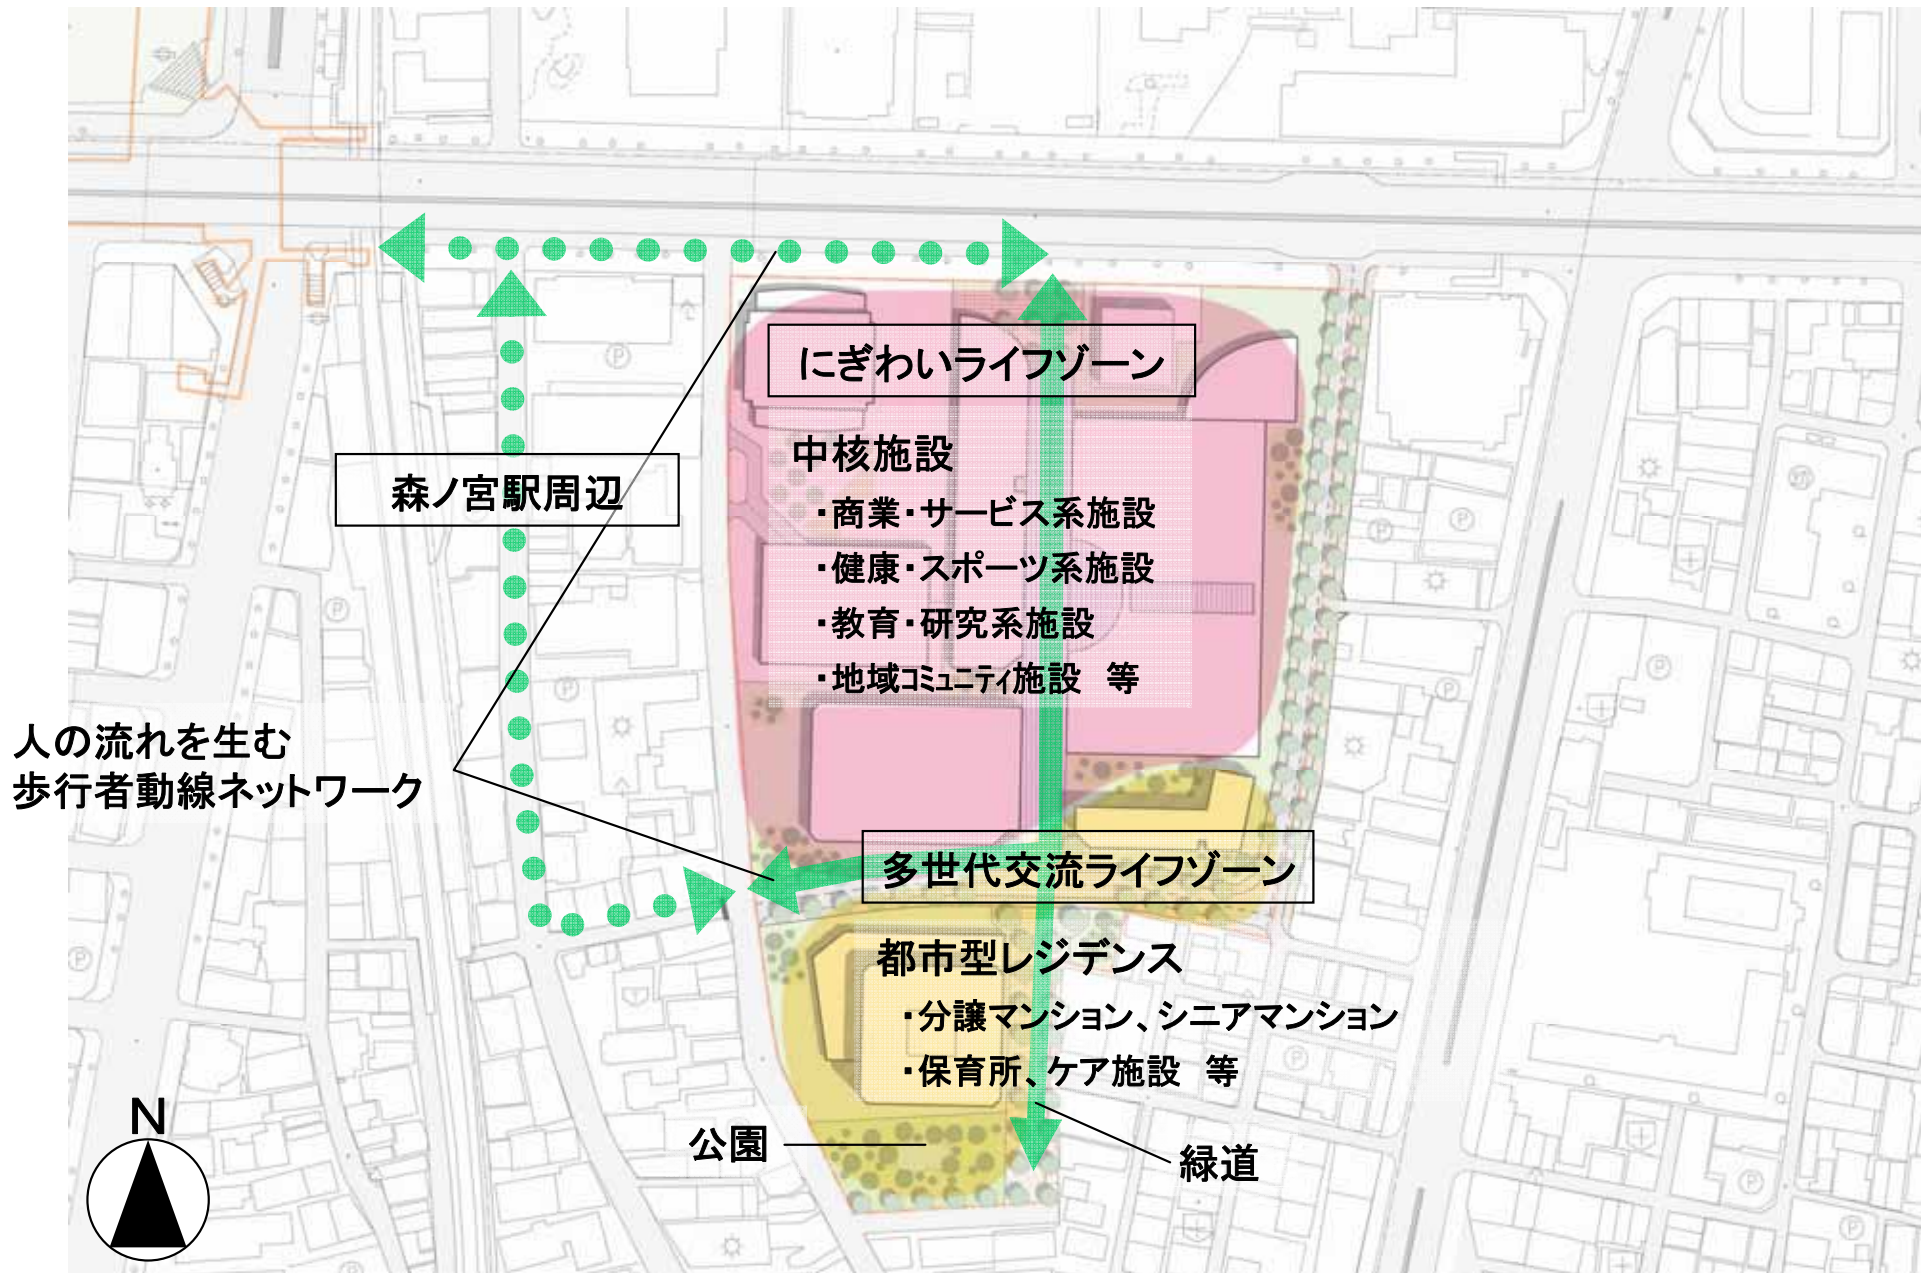 にぎわいライフゾーン
中核施設
・商業・サービス系施設
・健康・スポーツ系施設
・教育・研究系施設
・地域コミュニティ施設　等
森ノ宮駅周辺
人の流れを生む
歩行者動線ネットワーク
多世代交流ライフゾーン
都市型レジデンス
・分譲マンション、シニアマンション
・保育所、ケア施設　等
公園
緑道
N
P
P
P
P
P
P
P
P
P
P
P
P